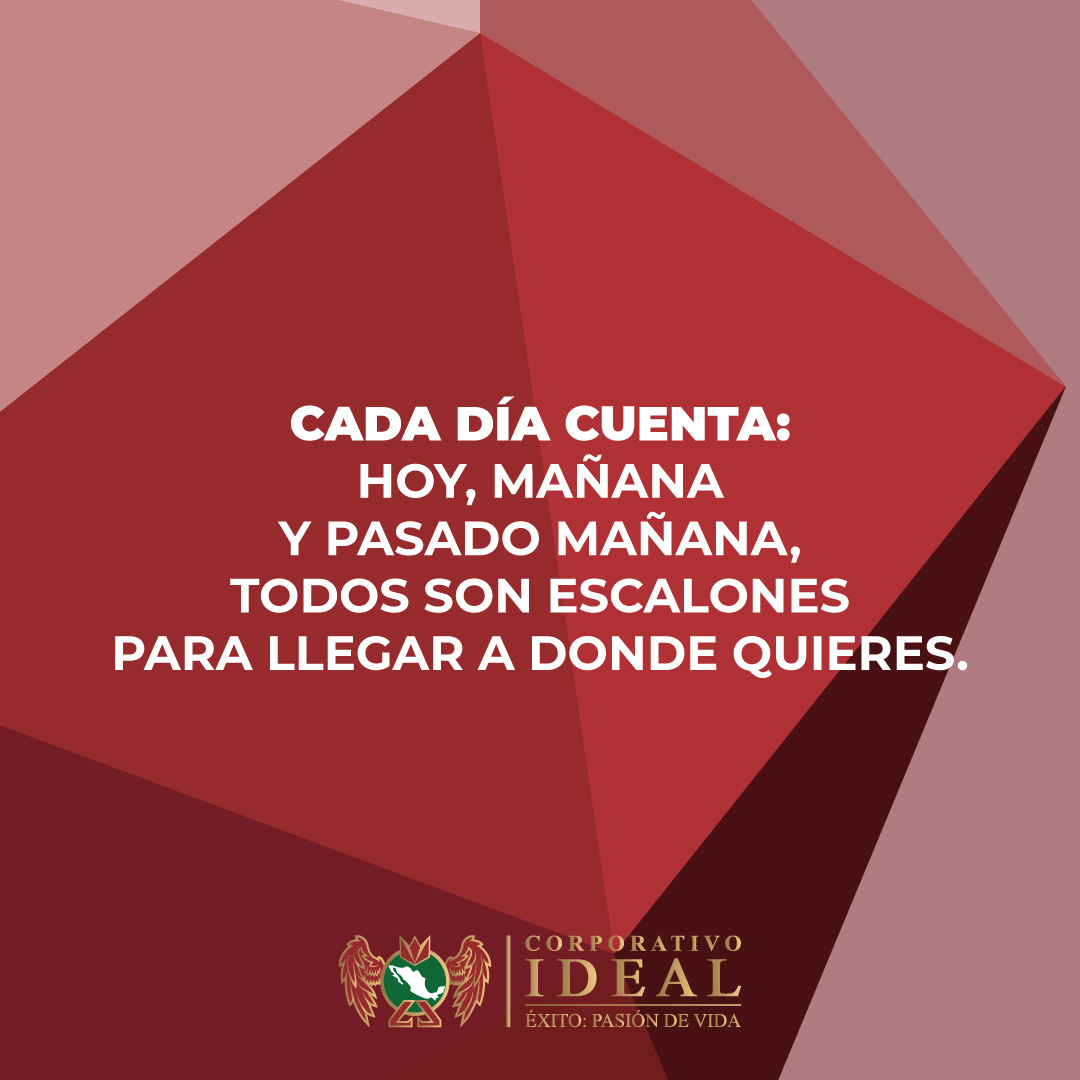 CADA DÍA CUENTA:
HOY, MAÑANA
Y PASADO MAÑANA,
TODOS SON ESCALONES
PARA LLEGAR A DONDE QUIERES.
CORPORATIVO
IDEAL
ÉXITO: PASIÓN DE VIDA